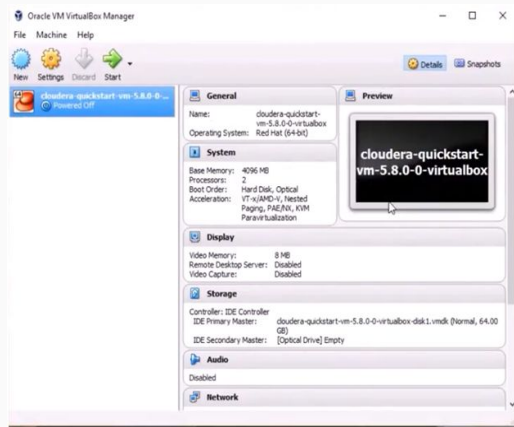 Oracle VM VirtualBox Manager
File Machine Help
New Settings Discard Start
Details Snapshots
cloudera-quickstart-vm-5.8.0-0-...
Powered Off
General
Name: cloudera-quickstart-
vm-5.8.0-0-virtualbox
Operating System: Red Hat (64-bit)
System
Base Memory: 4096 MB
Processors: 2
Boot Order: Hard Disk, Optical
Acceleration: VT-x/AMD-V, Nested
Paging, PAE/NX, KVM
Paravirtualization
Preview
cloudera-quickstart-
vm-5.8.0-0-virtualbox
Display
Video Memory: 8 MB
Remote Desktop Server: Disabled
Video Capture: Disabled
Storage
Controller: IDE Controller
IDE Primary Master: cloudera-quickstart-vm-5.8.0-0-virtualbox-disk1.vmdk (Normal, 64.00
GB)
IDE Secondary Master: [Optical Drive] Empty
Audio
Disabled
Network